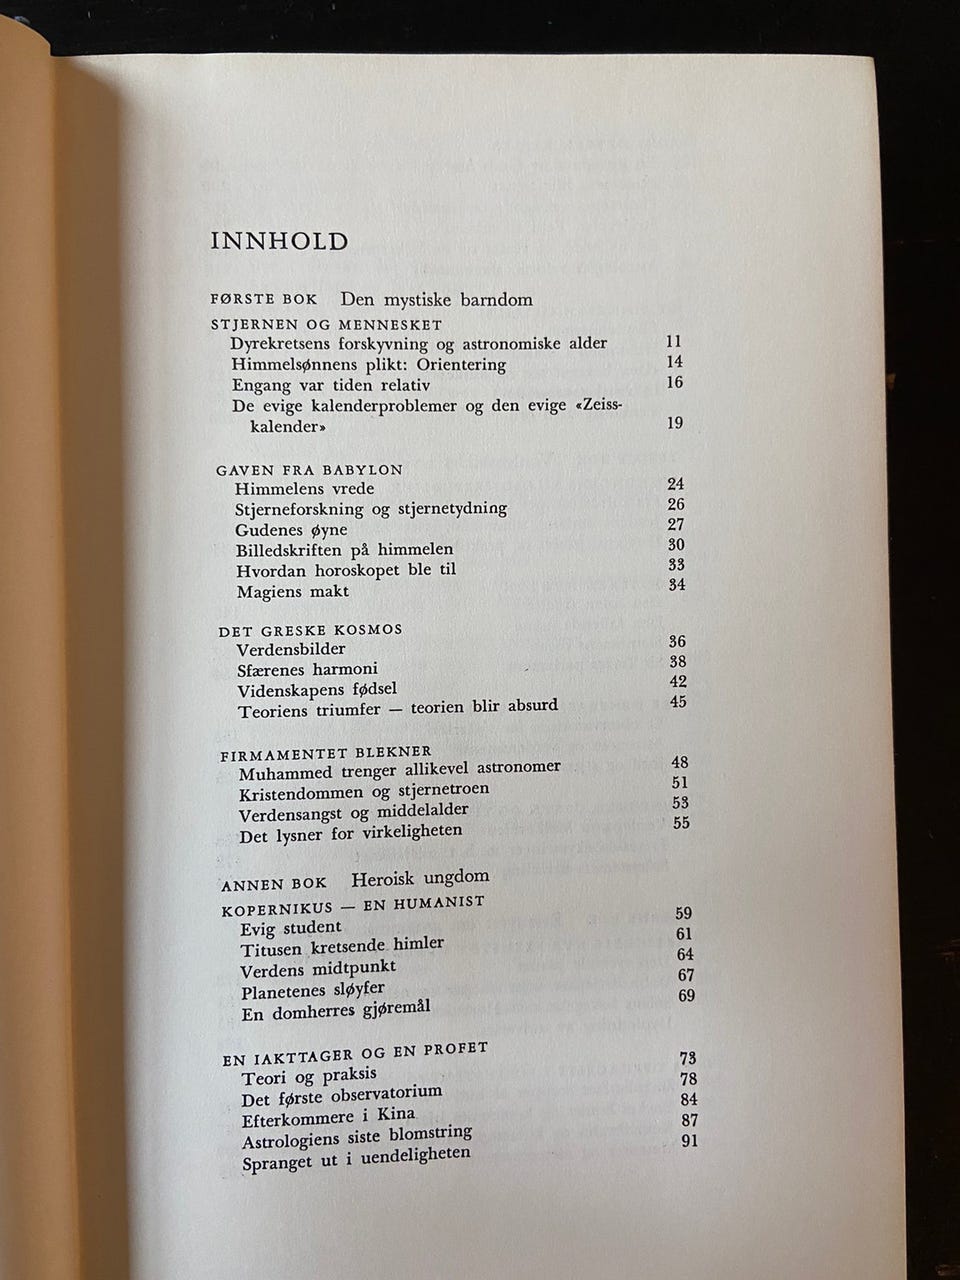 INNHOLD
FØRSTE BOK Den mystiske barndom
STJERNEN OG MENNESKET
Dyrekretsens forskyvning og astronomiske alder 11
Himmelsønnens plikt: Orientering 14
Engang var tiden relativ 16
De evige kalenderproblemer og den evige «Zeiss-
kalender» 19
GAVEN FRA BABYLON
Himmelens vrede 24
Stjerneforskning og stjernetydning 26
Gudenes øyne 27
Billedskriften på himmelen 30
Hvordan horoskopet ble til 33
Magiens makt 34
DET GRESKE KOSMOS
Verdensbilder 36
Sfærenes harmoni 38
Videnskapens fødsel 42
Teoriens triumfer — teorien blir absurd 45
FIRMAMENTET BLEKNER
Muhammed trenger allikevel astronomer 48
Kristendommen og stjernetroen 51
Verdensangst og middelalder 53
Det lysner for virkeligheten 55
ANNEN BOK Heroisk ungdom
KOPERNIKUS — EN HUMANIST
Evig student 59
Titusen kretsende himler 61
Verdens midtpunkt 64
Planetenes sløyfer 67
En domherres gjøremål 69
EN IAKTTAGER OG EN PROFET
Teori og praksis 73
Det første observatorium 78
Efterkommere i Kina 84
Astrologiens siste blomstring 87
Spranget ut i uendeligheten 91